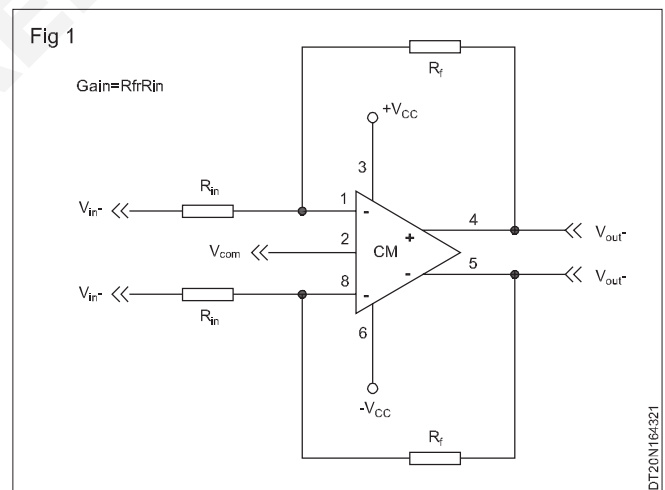 Fig 1
Gain=RfrRin
Rf
+VCC
3
Rin
Vin-
1
-
4
+
Vout-
2
Vcom
CM
5
-
Vout-
8
-
Vin-
Rin
6
-VCC
Rf
DT20N164321